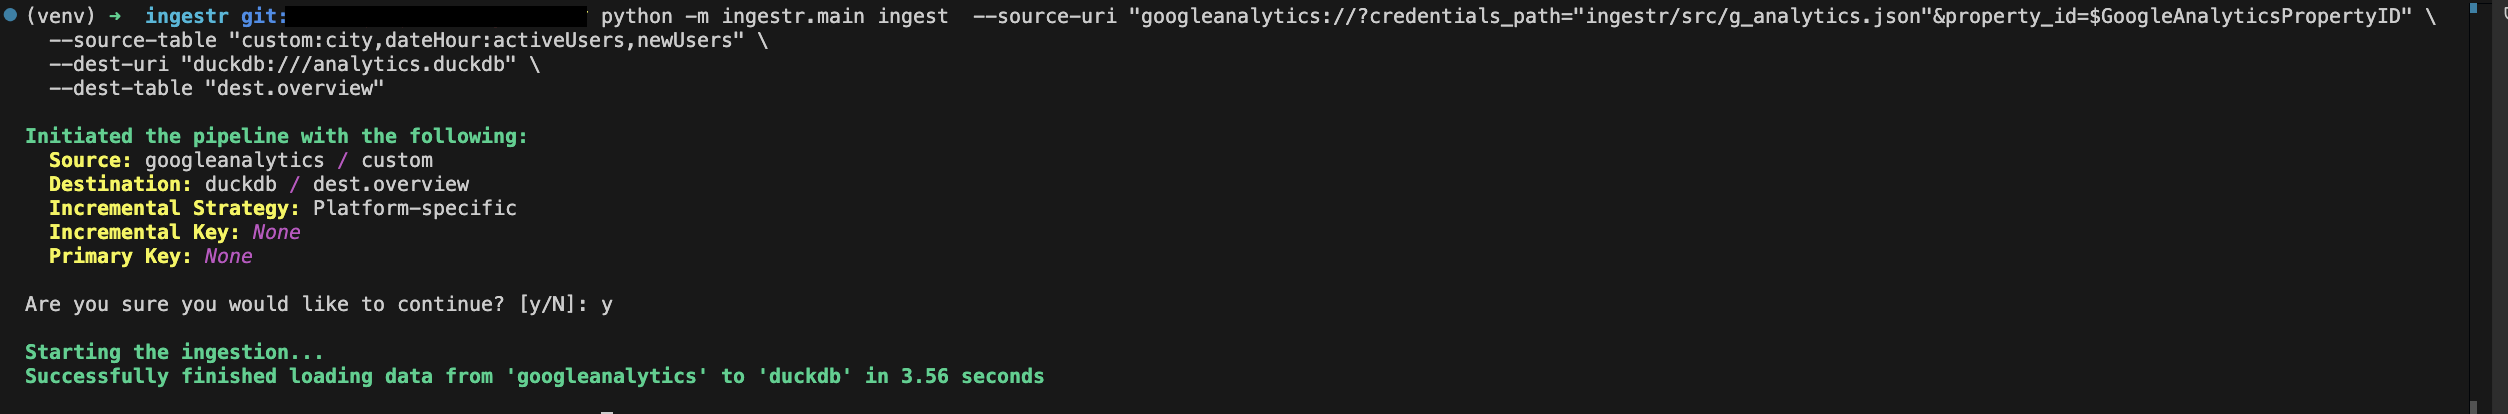 (venv) → ingestr git: python -m ingestr.main ingest --source-uri "googleanalytics://?credentials_path="ingestr/src/g_analytics.json"&property_id=$GoogleAnalyticsPropertyID" \
--source-table "custom:city,dateHour:activeUsers,newUsers" \
--dest-uri "duckdb:///analytics.duckdb" \
--dest-table "dest.overview"
Initiated the pipeline with the following:
Source: googleanalytics / custom
Destination: duckdb / dest.overview
Incremental Strategy: Platform-specific
Incremental Key: None
Primary Key: None
Are you sure you would like to continue? [y/N]: y
Starting the ingestion...
Successfully finished loading data from 'googleanalytics' to 'duckdb' in 3.56 seconds